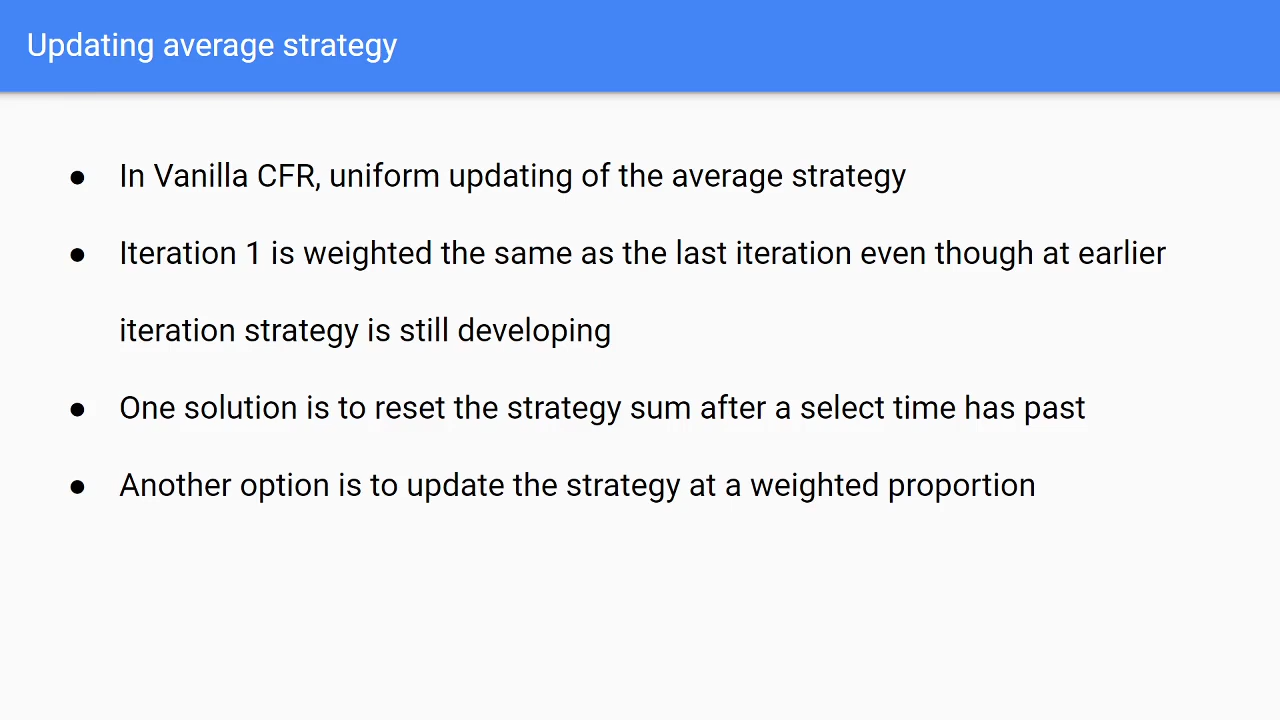 Updating average strategy
● In Vanilla CFR, uniform updating of the average strategy
● Iteration 1 is weighted the same as the last iteration even though at earlier
iteration strategy is still developing
● One solution is to reset the strategy sum after a select time has past
● Another option is to update the strategy at a weighted proportion